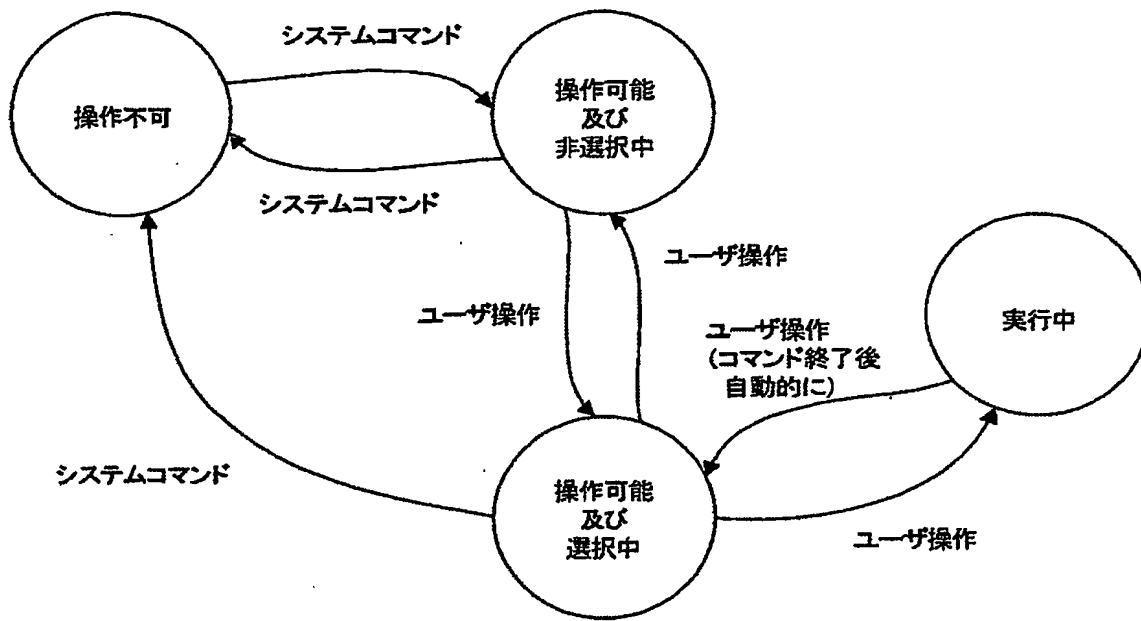 システムコマンド
操作不可
操作可能
及び
非選択中
システムコマンド
ユーザ操作
ユーザ操作
ユーザ操作
(コマンド終了後
自動的に)
実行中
システムコマンド
操作可能
及び
選択中
ユーザ操作